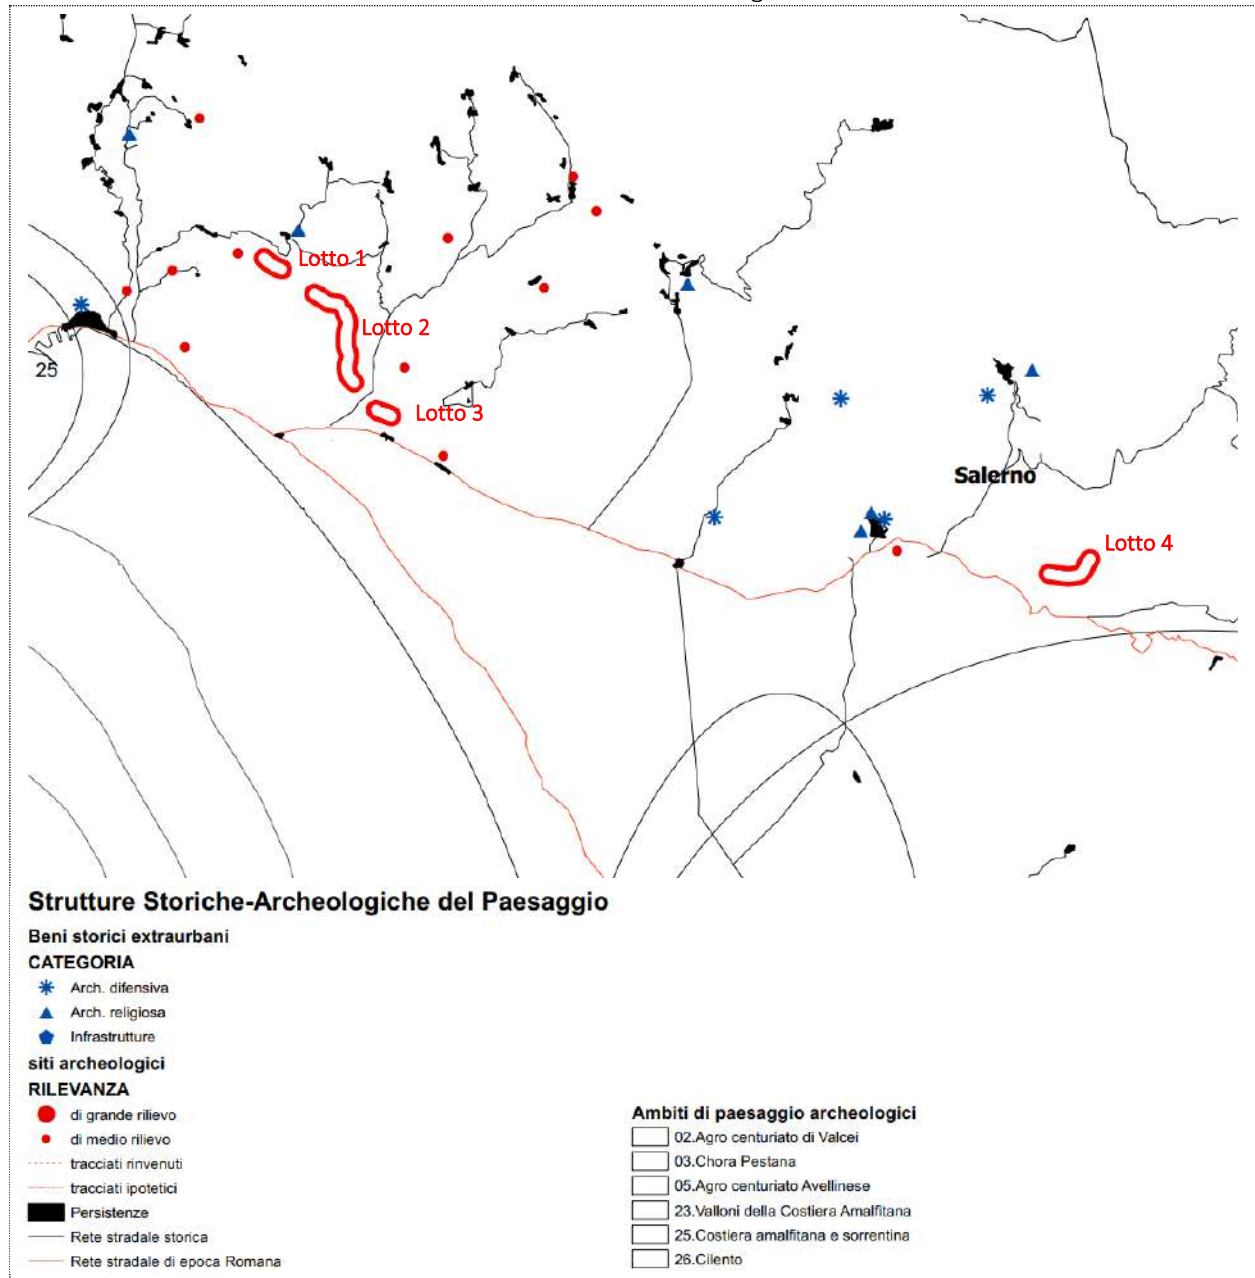 Lotto 1
Lotto 2
25
Lotto 3
Salerno
Lotto 4
Strutture Storiche-Archeologiche del Paesaggio
Beni storici extraurbani
CATEGORIA
Arch. difensiva
Arch. religiosa
Infrastrutture
siti archeologici
RILEVANZA
di grande rilievo
di medio rilievo
tracciati rinvenuti
tracciati ipotetici
Persistenze
Rete stradale storica
Rete stradale di epoca Romana
Ambiti di paesaggio archeologici
02.Agro centuriato di Valcei
03.Chora Pestana
05.Agro centuriato Avellinese
23.Valloni della Costiera Amalfitana
25.Costiera amalfitana e sorrentina
26.Cilento